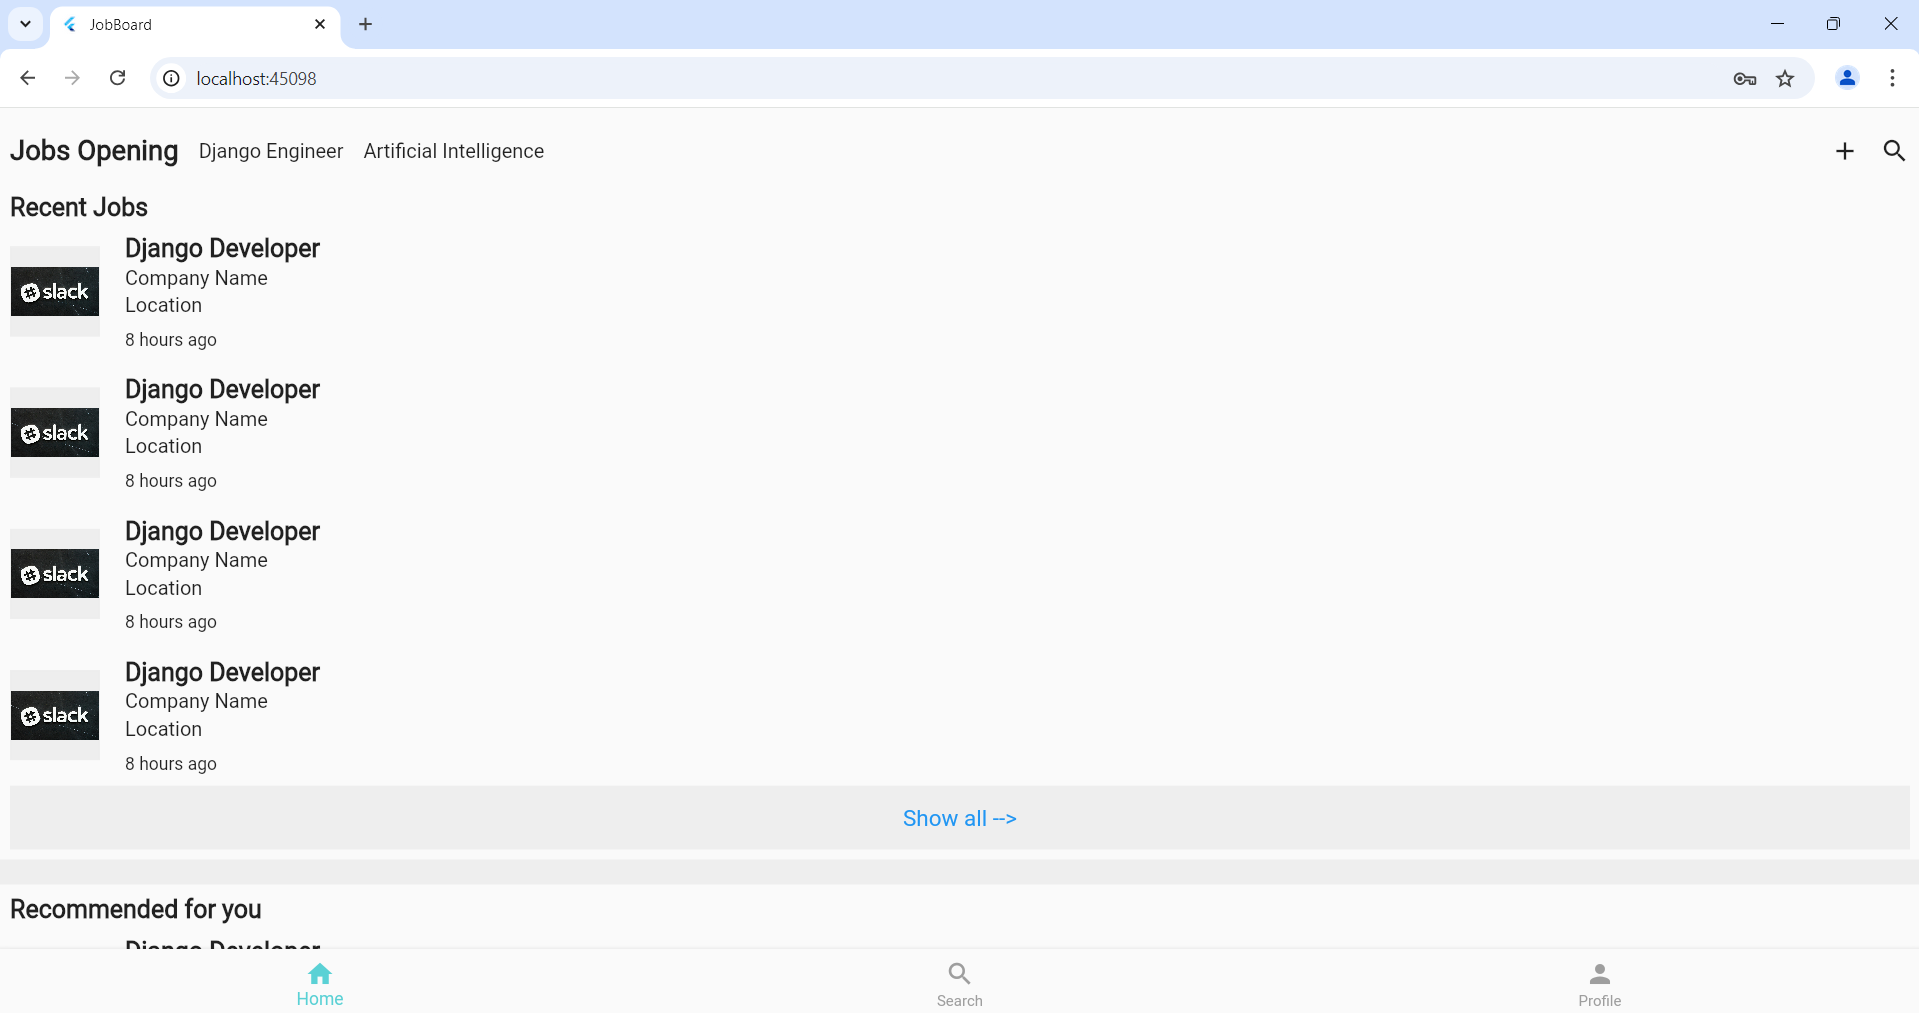 JobBoard
localhost:45098
Jobs Opening Django Engineer Artificial Intelligence
Recent Jobs
Django Developer
Company Name
Location
8 hours ago
slack
Django Developer
Company Name
Location
8 hours ago
slack
Django Developer
Company Name
Location
8 hours ago
slack
Django Developer
Company Name
Location
8 hours ago
slack
Show all -->
Recommended for you
Django Developer
Home
Search
Profile